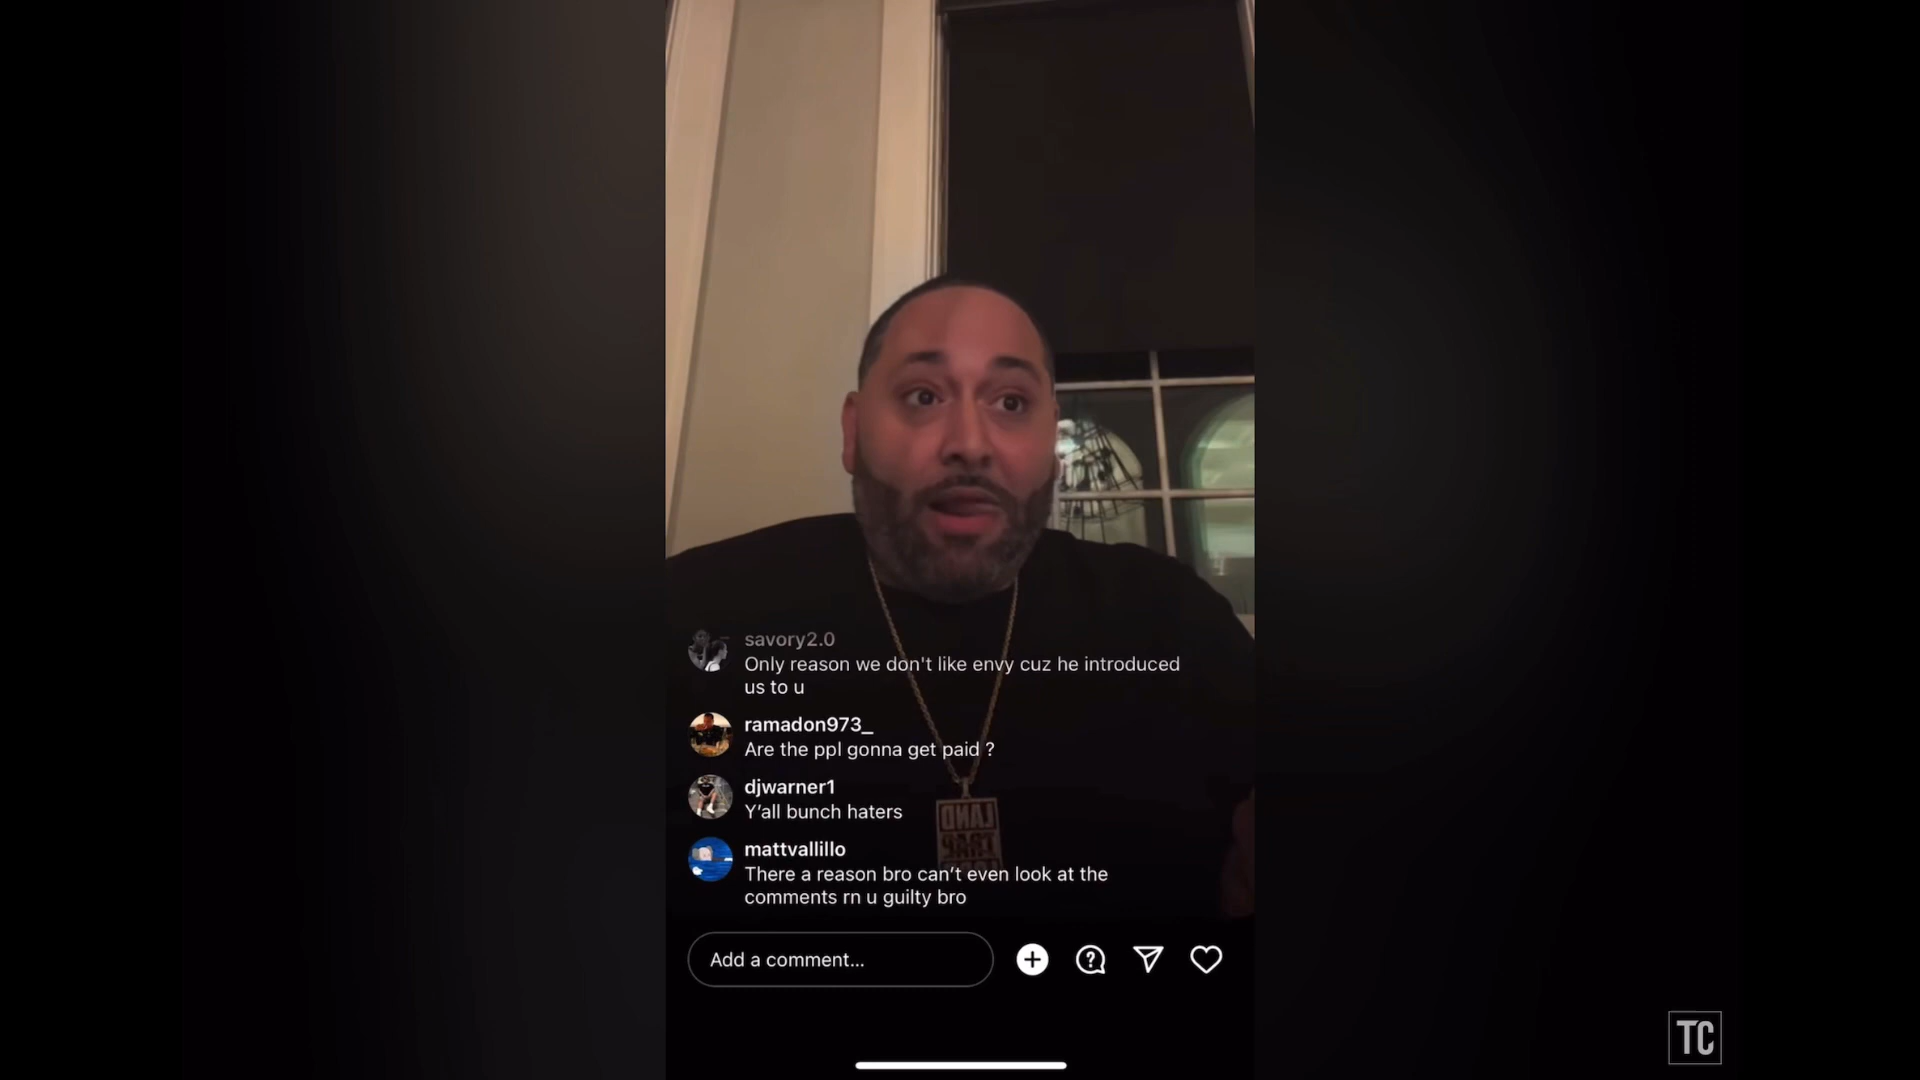 savory2.0
Only reason we don't like envy cuz he introduced
us to u
ramadon973_
Are the ppl gonna get paid ?
djwarner1
Y'all bunch haters
LAND
TRAP
mattvallillo
There a reason bro can't even look at the
comments rn u guilty bro
Add a comment...
TC